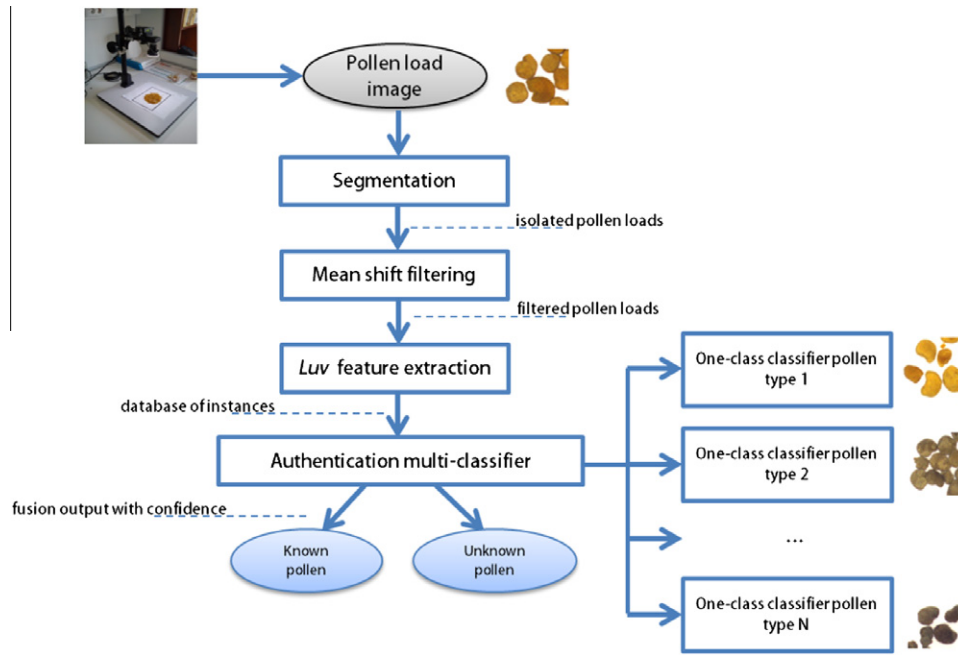 Pollen load
image
Segmentation
isolated pollen loads
Mean shift filtering
filtered pollen loads
Luv feature extraction
database of instances
Authentication multi-classifier
fusion output with confidence
Known
pollen
Unknown
pollen
One-class classifier pollen
type 1
One-class classifier pollen
type 2
...
One-class classifier pollen
type N